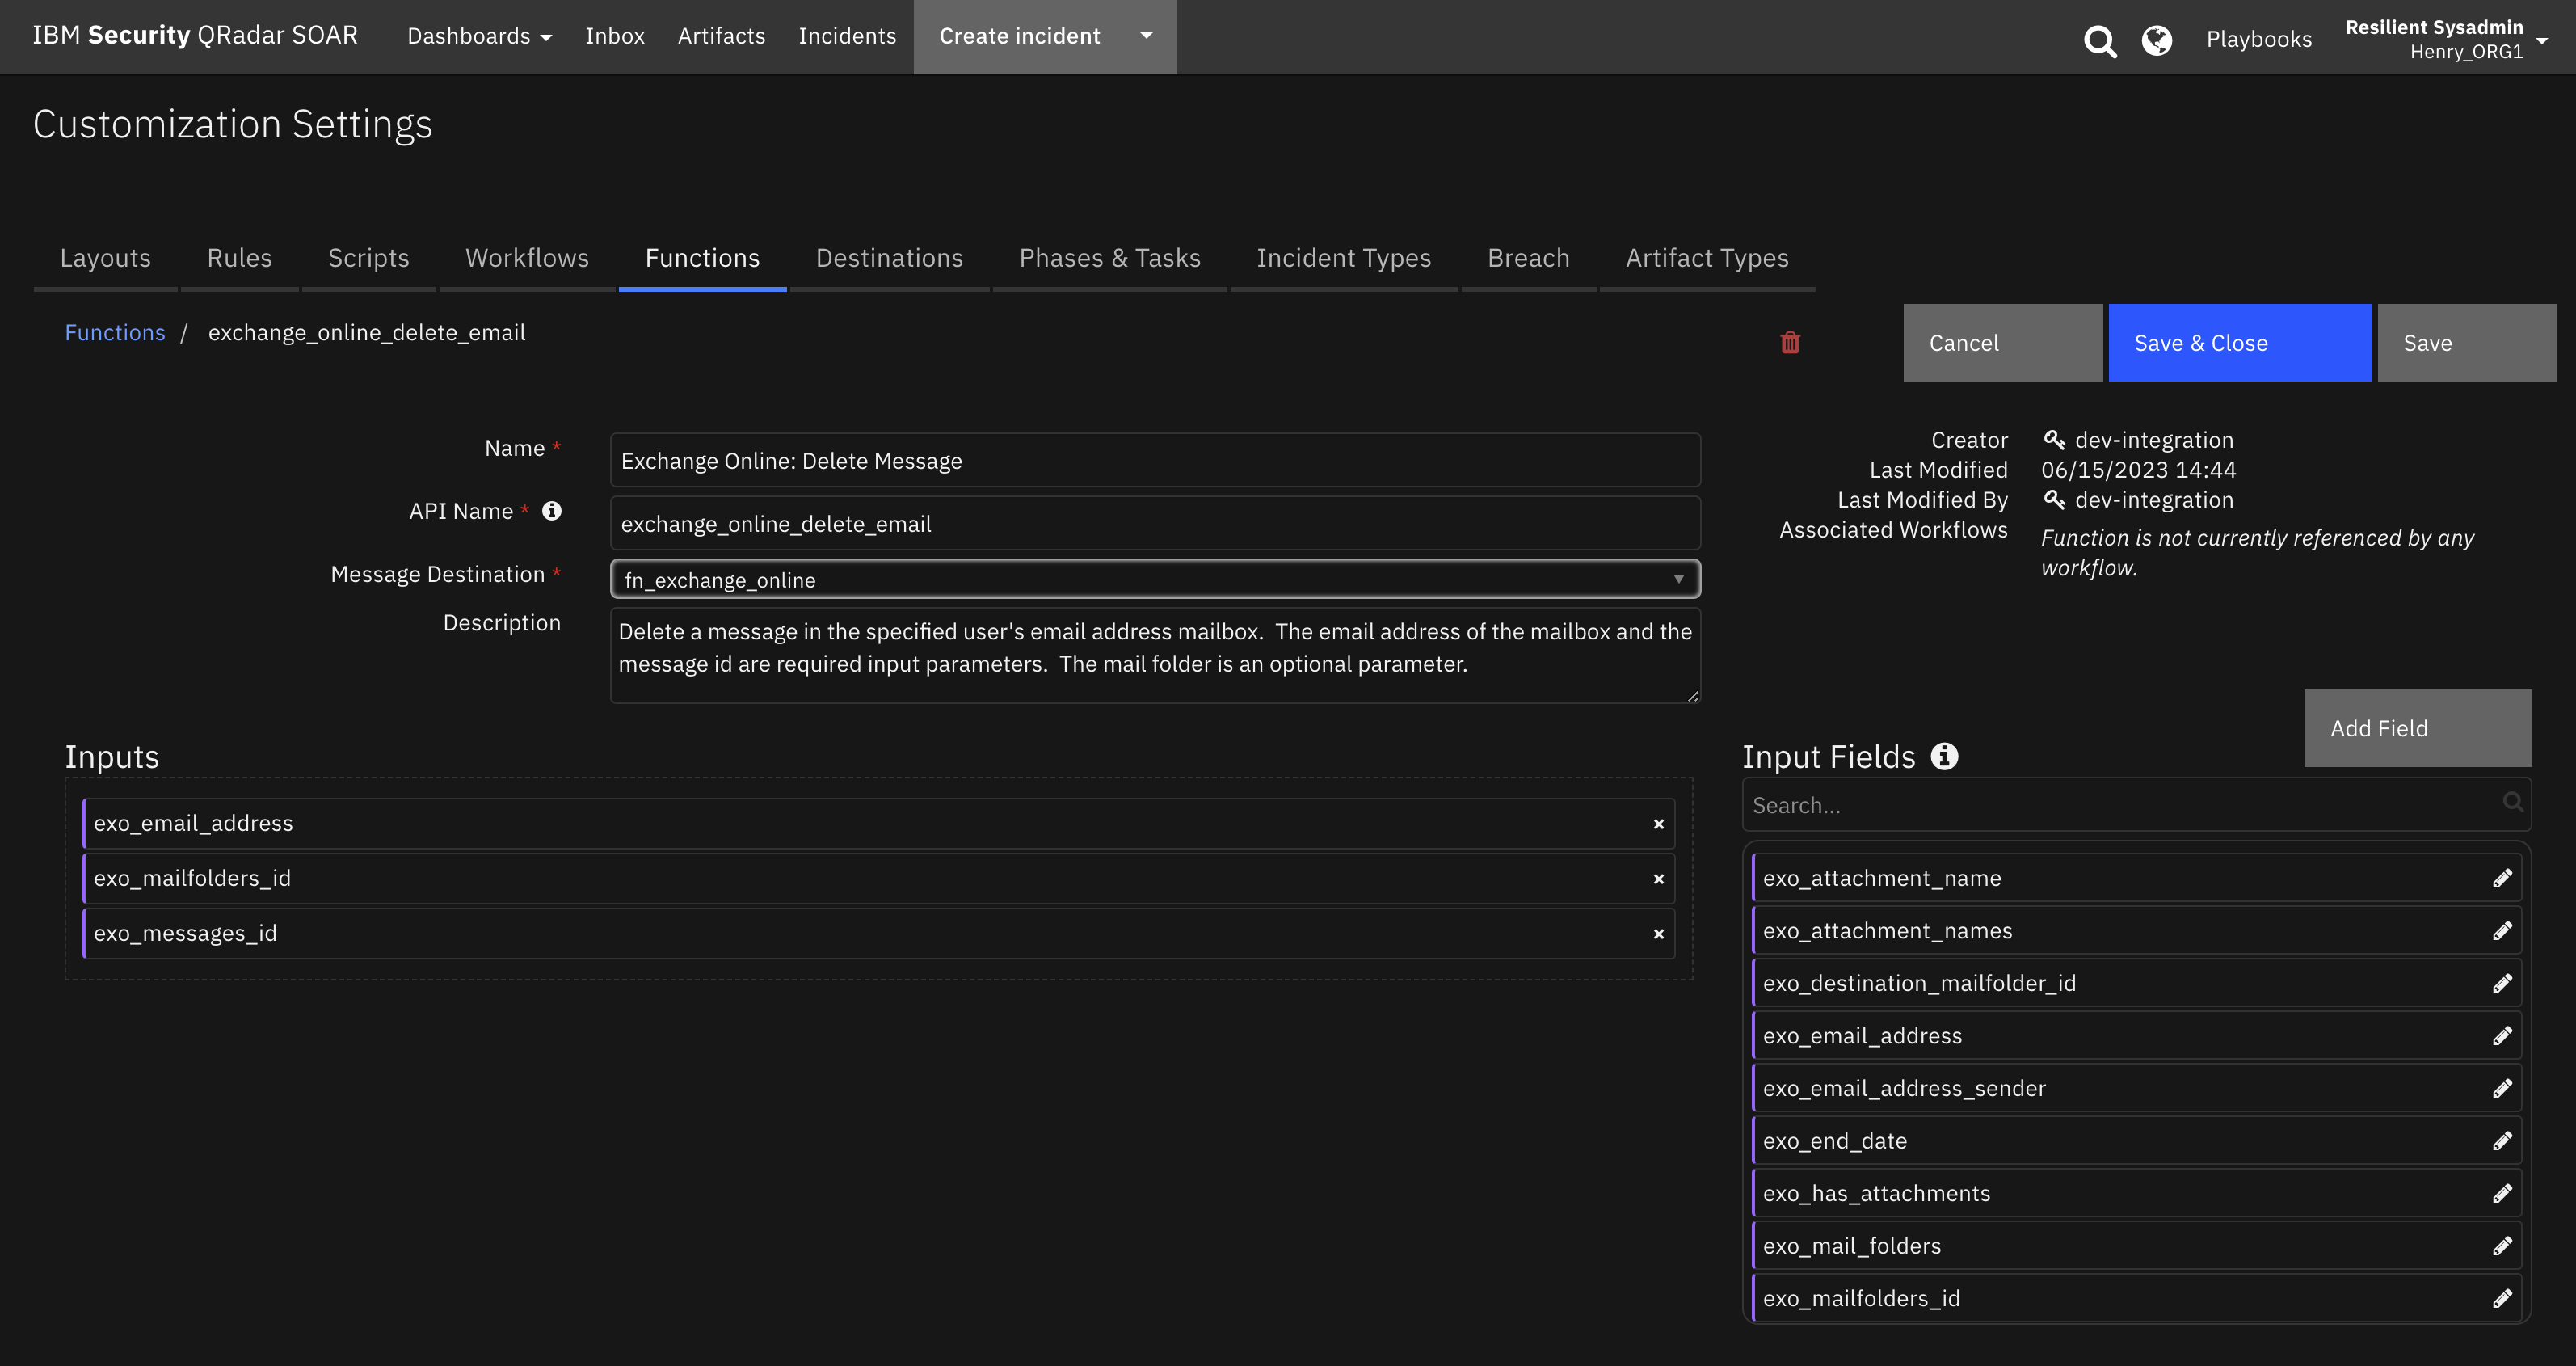 IBM Security QRadar SOAR
Dashboards
Inbox
Artifacts
Incidents
Create incident
Playbooks
Resilient Sysadmin
Henry_ORG1
Customization Settings
Layouts
Rules
Scripts
Workflows
Functions
Destinations
Phases & Tasks
Incident Types
Breach
Artifact Types
Functions / exchange_online_delete_email
Cancel
Save & Close
Save
Name *
Exchange Online: Delete Message
API Name *
exchange_online_delete_email
Message Destination *
fn_exchange_online
Description
Delete a message in the specified user's email address mailbox.  The email address of the mailbox and the
message id are required input parameters.  The mail folder is an optional parameter.
Creator
dev-integration
Last Modified
06/15/2023 14:44
Last Modified By
dev-integration
Associated Workflows
Function is not currently referenced by any
workflow.
Inputs
exo_email_address
exo_mailfolders_id
exo_messages_id
Add Field
Input Fields
Search...
exo_attachment_name
exo_attachment_names
exo_destination_mailfolder_id
exo_email_address
exo_email_address_sender
exo_end_date
exo_has_attachments
exo_mail_folders
exo_mailfolders_id